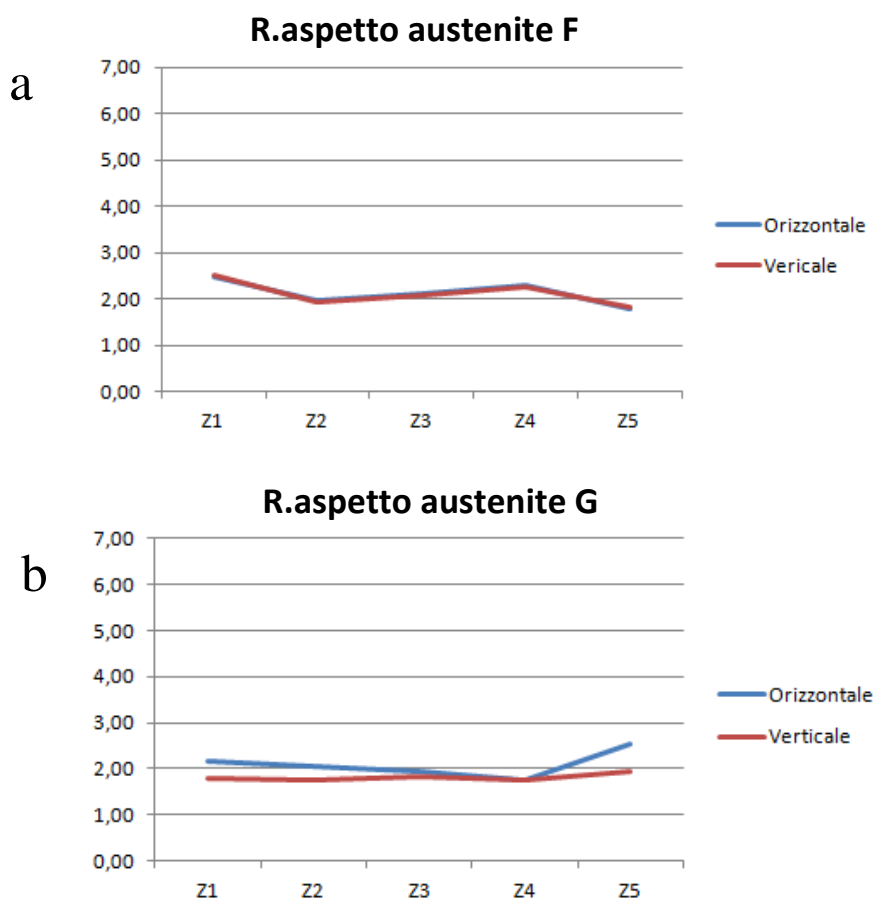 R.aspetto austenite F
a
7,00
6,00
5,00
4,00
3,00
2,00
1,00
0,00
Z1 Z2 Z3 Z4 Z5
Orizzontale
Vericale
R.aspetto austenite G
b
7,00
6,00
5,00
4,00
3,00
2,00
1,00
0,00
Z1 Z2 Z3 Z4 Z5
Orizzontale
Verticale